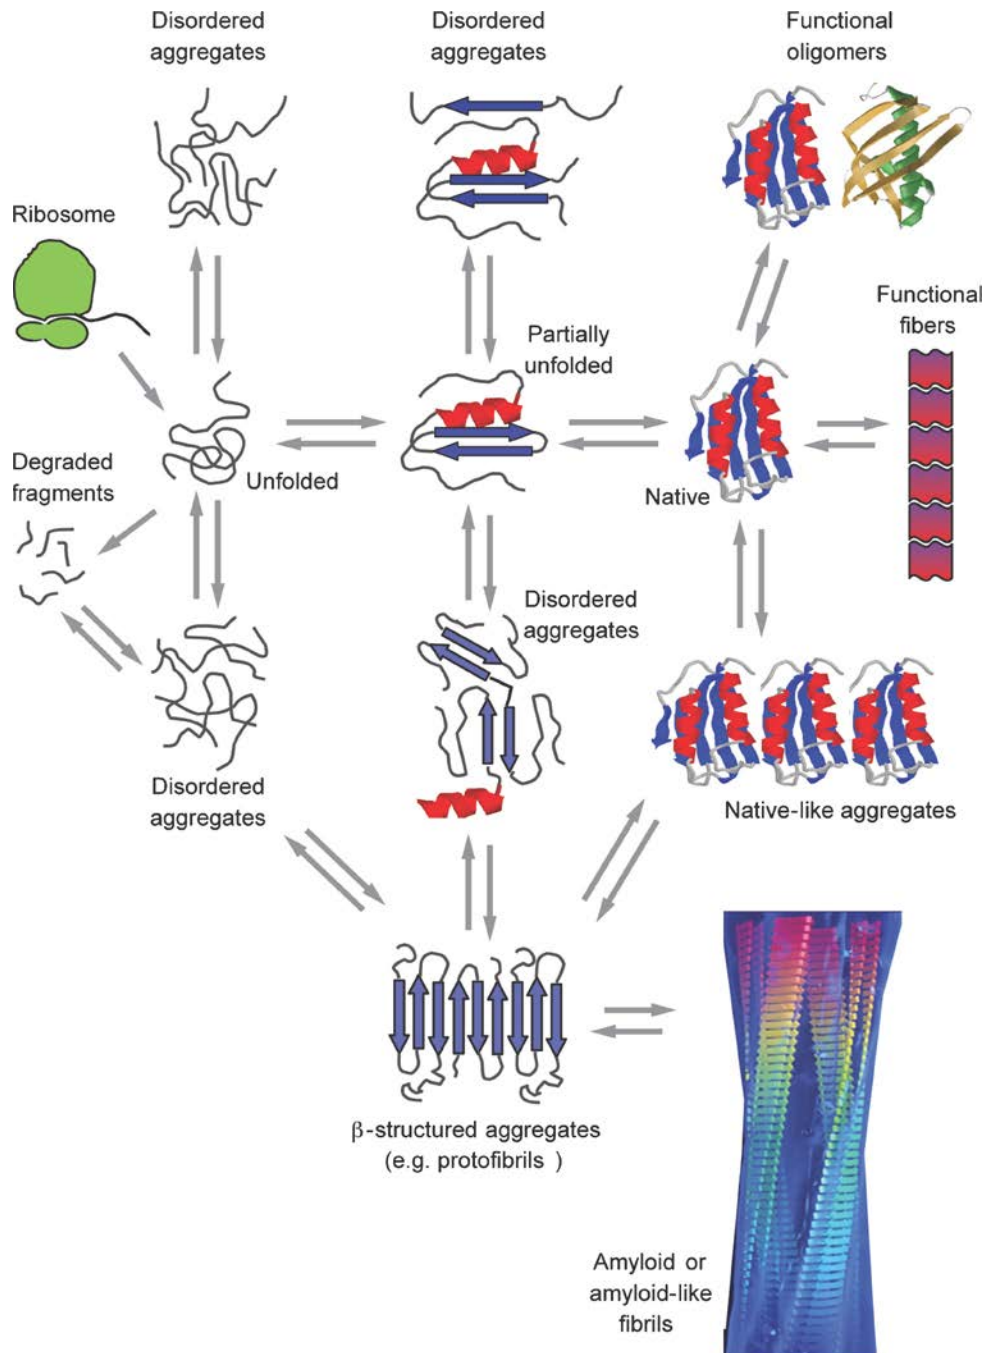 Disordered
aggregates
Disordered
aggregates
Functional
oligomers
Ribosome
Functional
fibers
Partially
unfolded
Degraded
fragments
Unfolded
Native
Disordered
aggregates
Disordered
aggregates
Native-like aggregates
β-structured aggregates
(e.g. protofibrils )
Amyloid or
amyloid-like
fibrils